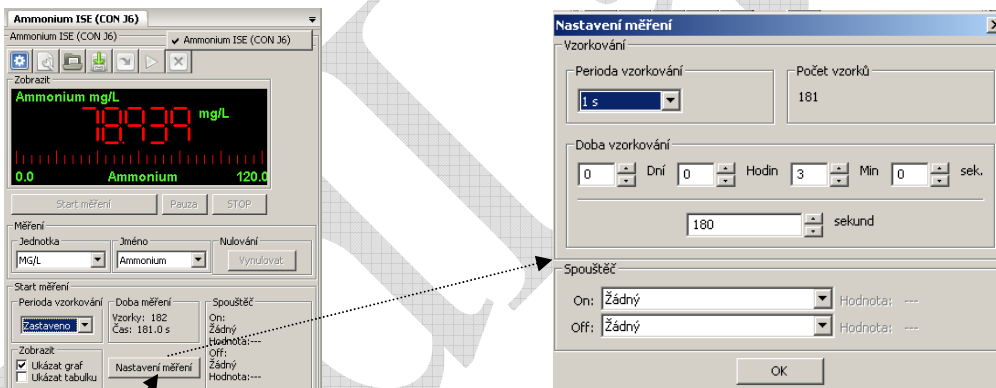 Ammonium ISE (CON J6)
Ammonium ISE (CON J6)
Ammonium ISE (CON J6)
Zobrazit
Ammonium mg/L
78.939 mg/L
0.0 Ammonium 120.0
Start měření Pauza STOP
Měření
Jednotka Jméno Nulování
MG/L Ammonium Vynulovat
Start měření
Perioda vzorkování Doba měření Spouštěč
Zastaveno
Vzorky: 182
Čas: 181.0 s
On:
Žádný
Hodnota:---
Off:
Žádný
Hodnota:---
Zobrazit
Ukázat graf
Ukázat tabulku
Nastavení měření
Nastavení měření
Vzorkování
Perioda vzorkování Počet vzorků
1 s 181
Doba vzorkování
0 Dní 0 Hodin 3 Min 0 sek.
180 sekund
Spouštěč
On: Žádný Hodnota: ---
Off: Žádný Hodnota: ---
OK